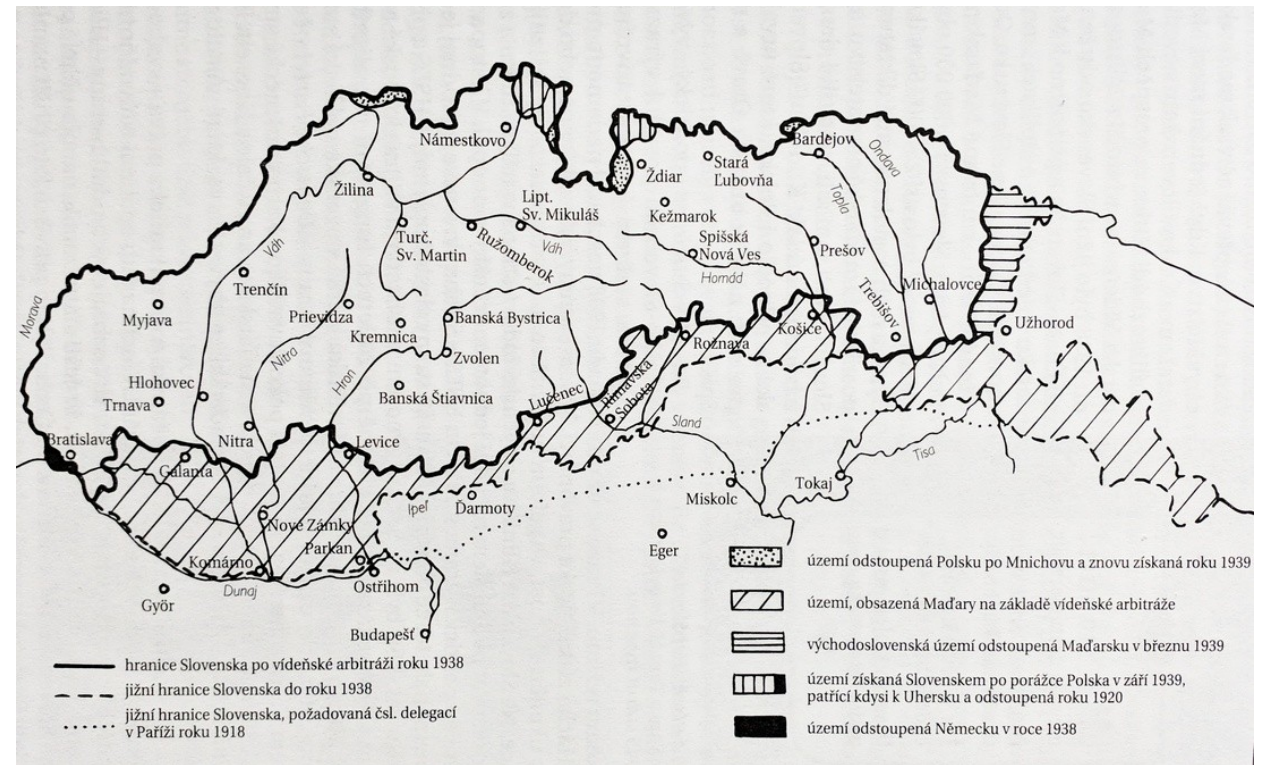 Námestkovo
Bardejov
Ondava
Žilina
Ždiar
Stará
Ľubovňa
Topla
Lipt.
Sv. Mikuláš
Kežmarok
Turč.
Sv. Martin
Ružomberok
Váh
Váh
Spišská
Nová Ves
Prešov
Hornád
Trenčín
Michalovce
Morava
Myjava
Prievidza
Kremnica
Banská Bystrica
Košice
Trebišov
Užhorod
Rožnava
Nitra
Zvolen
Hron
Hlohovec
Trnava
Banská Štiavnica
Lučenec
Rimavská
Sobota
Slaná
Bratislava
Nitra
Levice
Galanta
Tisa
Miskolc
Tokaj
Ipeľ
Ďarmoty
Nové Zámky
Parkan
Eger
Komárno
Dunaj
Ostřihom
Györ
Budapešť
hranice Slovenska po vídeňské arbitráži roku 1938
jižní hranice Slovenska do roku 1938
jižní hranice Slovenska, požadovaná čsl. delegací
v Paříži roku 1918
území odstoupená Polsku po Mnichovu a znovu získaná roku 1939
území, obsazená Maďary na základě vídeňské arbitráže
východoslovenská území odstoupená Maďarsku v březnu 1939
území získaná Slovenskem po porážce Polska v září 1939,
patřící kdysi k Uhersku a odstoupená roku 1920
území odstoupená Německu v roce 1938